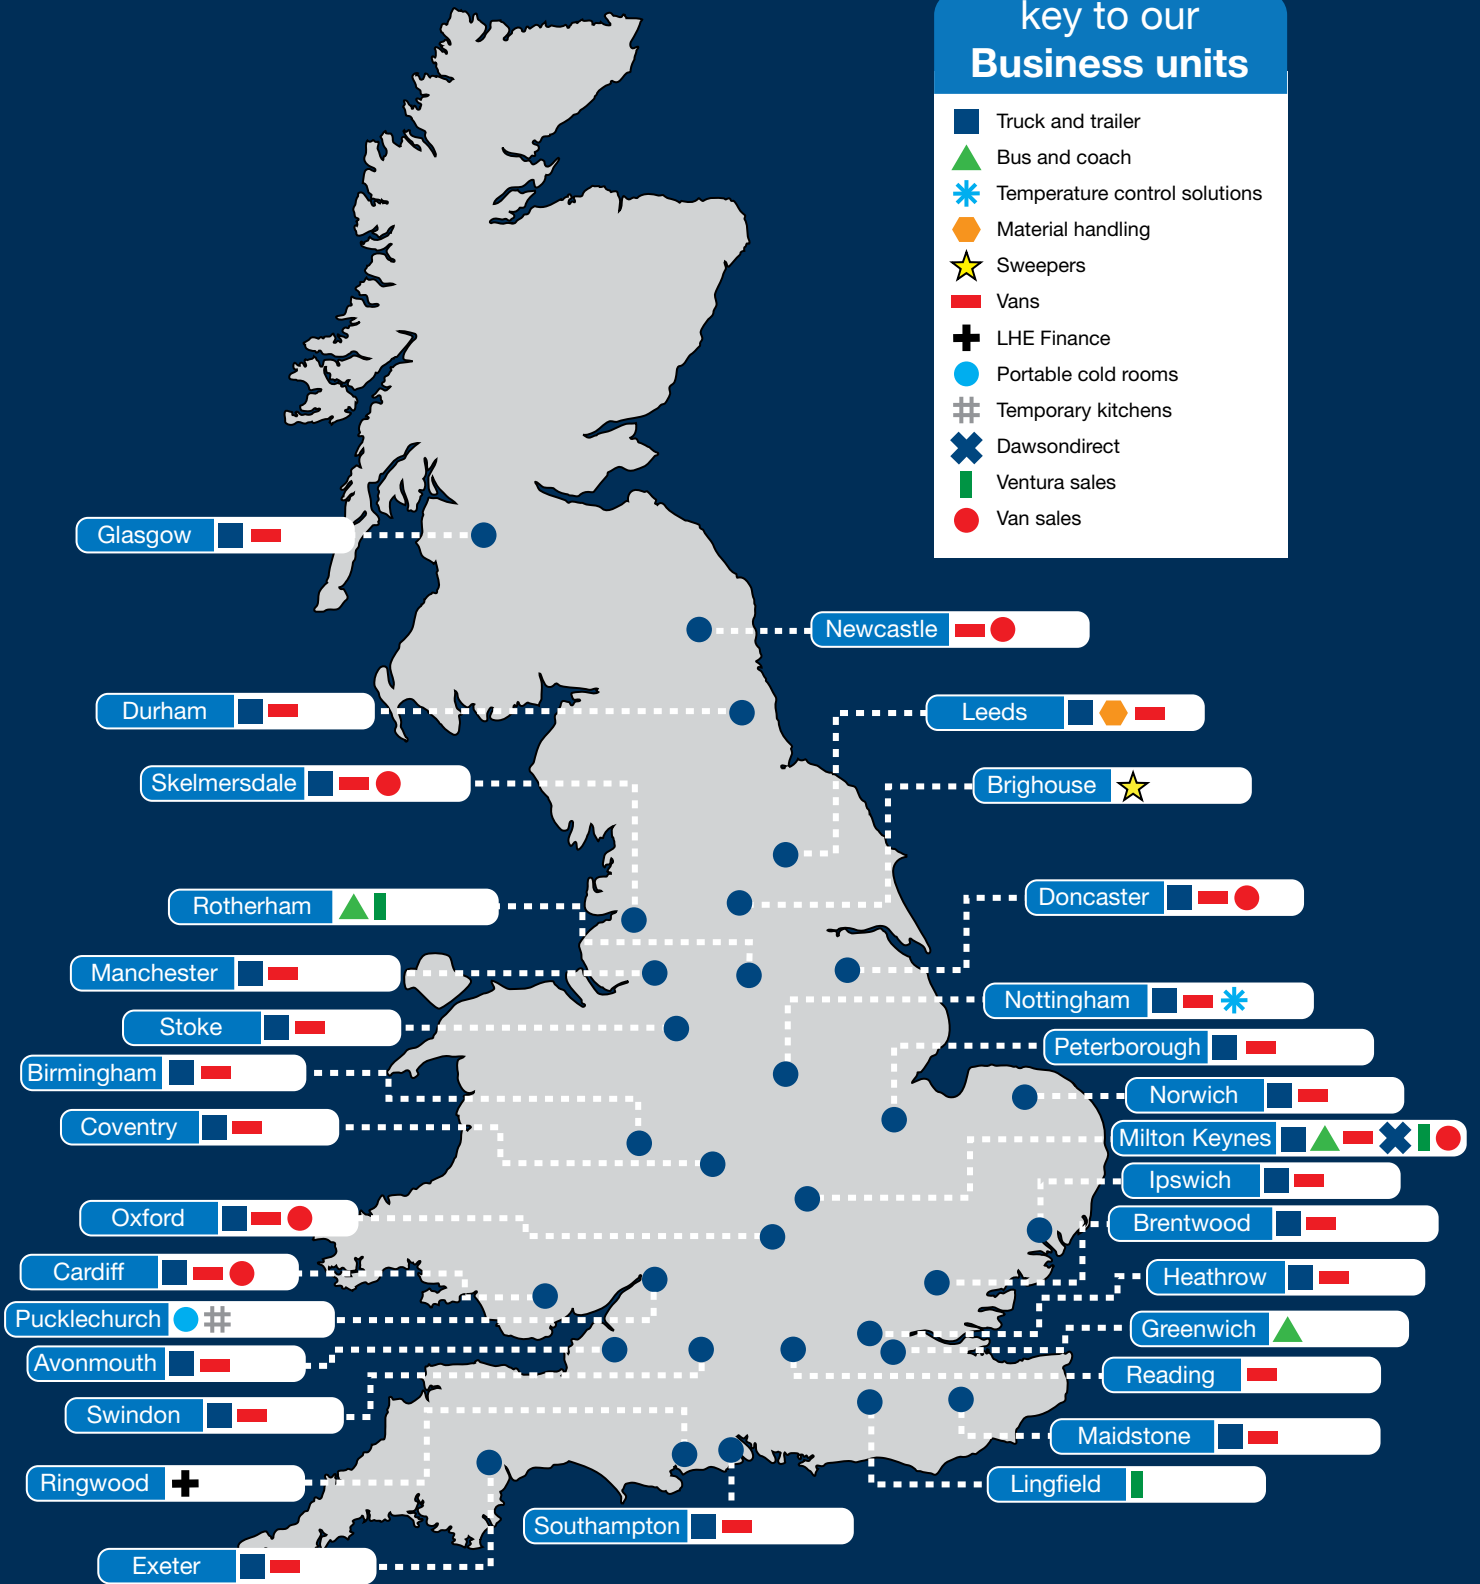 key to our
Business units
Truck and trailer
Bus and coach
Temperature control solutions
Material handling
Sweepers
Vans
LHE Finance
Portable cold rooms
Temporary kitchens
Dawsondirect
Ventura sales
Van sales
Glasgow
Newcastle
Durham
Leeds
Skelmersdale
Brighouse
Rotherham
Doncaster
Manchester
Nottingham
Stoke
Peterborough
Birmingham
Norwich
Coventry
Milton Keynes
Ipswich
Oxford
Brentwood
Cardiff
Heathrow
Pucklechurch
Greenwich
Avonmouth
Reading
Swindon
Maidstone
Ringwood
Lingfield
Southampton
Exeter